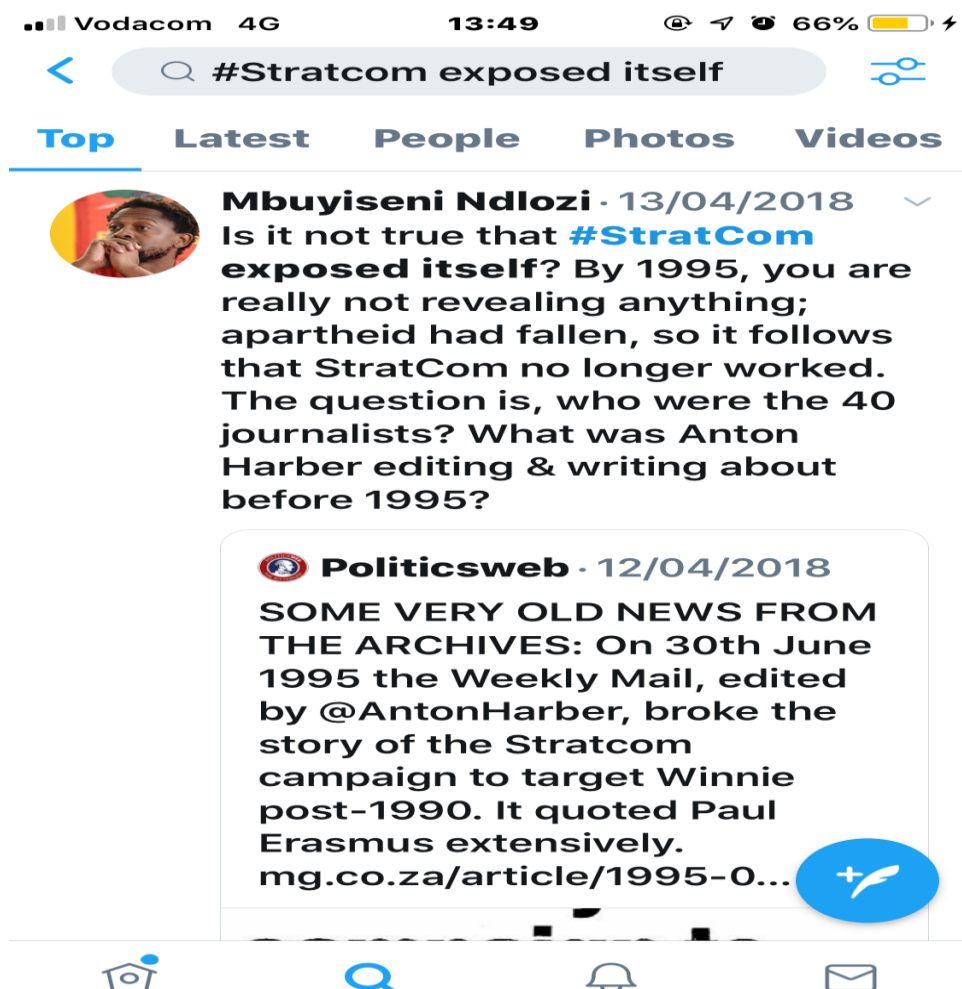 Vodacom 4G 13:49 66%
#Stratcom exposed itself
Top Latest People Photos Videos
Mbuyiseni Ndlozi · 13/04/2018
Is it not true that #StratCom
exposed itself? By 1995, you are
really not revealing anything;
apartheid had fallen, so it follows
that StratCom no longer worked.
The question is, who were the 40
journalists? What was Anton
Harber editing & writing about
before 1995?
Politicsweb · 12/04/2018
SOME VERY OLD NEWS FROM
THE ARCHIVES: On 30th June
1995 the Weekly Mail, edited
by @AntonHarber, broke the
story of the Stratcom
campaign to target Winnie
post-1990. It quoted Paul
Erasmus extensively.
mg.co.za/article/1995-0...